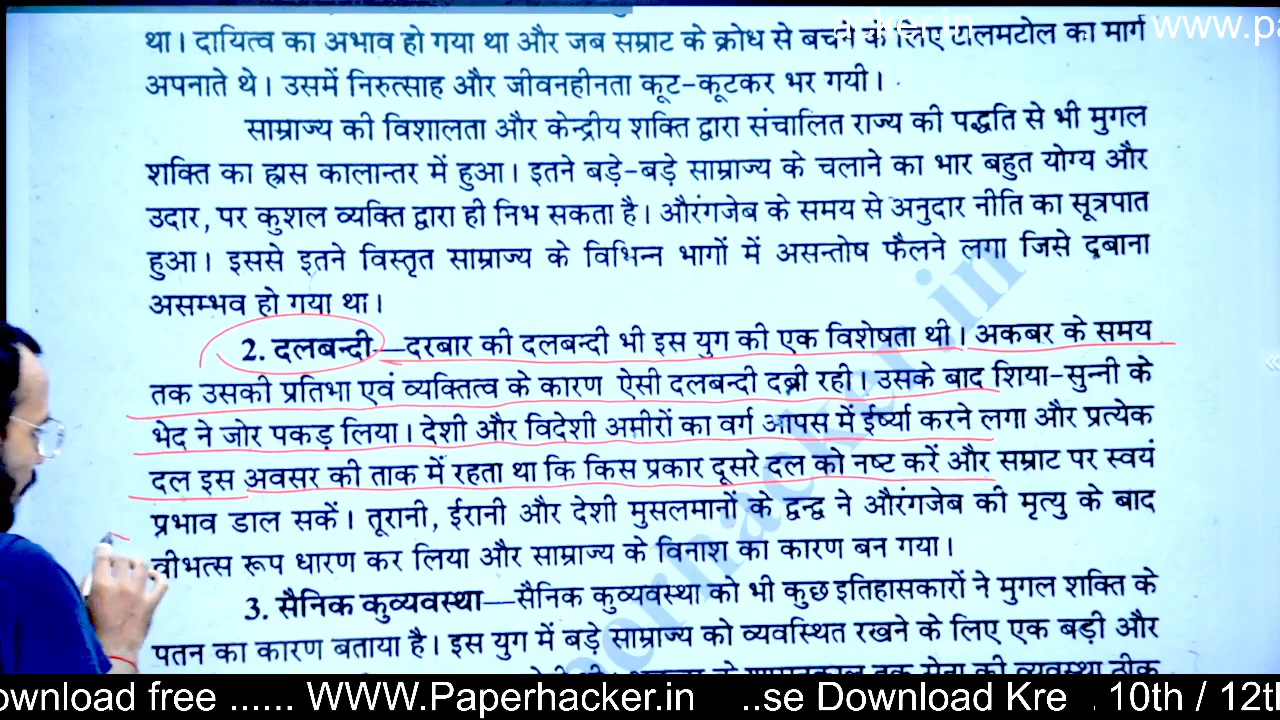 acker.in
www.pa
था। दायित्व का अभाव हो गया था और जब सम्राट के क्रोध से बचने के लिए टालमटोल का मार्ग
अपनाते थे। उसमें निरुत्साह और जीवनहीनता कूट-कूटकर भर गयी।
साम्राज्य की विशालता और केन्द्रीय शक्ति द्वारा संचालित राज्य की पद्धति से भी मुगल
शक्ति का ह्रास कालान्तर में हुआ। इतने बड़े-बड़े साम्राज्य के चलाने का भार बहुत योग्य और
उदार, पर कुशल व्यक्ति द्वारा ही निभ सकता है। औरंगजेब के समय से अनुदार नीति का सूत्रपात
हुआ। इससे इतने विस्तृत साम्राज्य के विभिन्न भागों में असन्तोष फैलने लगा जिसे दबाना
असम्भव हो गया था।
2. दलबन्दी—दरबार की दलबन्दी भी इस युग की एक विशेषता थी। अकबर के समय
तक उसकी प्रतिभा एवं व्यक्तित्व के कारण ऐसी दलबन्दी दबी रही। उसके बाद शिया-सुन्नी के
भेद ने जोर पकड़ लिया। देशी और विदेशी अमीरों का वर्ग आपस में ईर्ष्या करने लगा और प्रत्येक
दल इस अवसर की ताक में रहता था कि किस प्रकार दूसरे दल को नष्ट करें और सम्राट पर स्वयं
प्रभाव डाल सकें। तूरानी, ईरानी और देशी मुसलमानों के द्वन्द्व ने औरंगजेब की मृत्यु के बाद
वीभत्स रूप धारण कर लिया और साम्राज्य के विनाश का कारण बन गया।
3. सैनिक कुव्यवस्था—सैनिक कुव्यवस्था को भी कुछ इतिहासकारों ने मुगल शक्ति के
पतन का कारण बताया है। इस युग में बड़े साम्राज्य को व्यवस्थित रखने के लिए एक बड़ी और
ownload free ...... WWW.Paperhacker.in ..se Download Kre . 10th / 12th